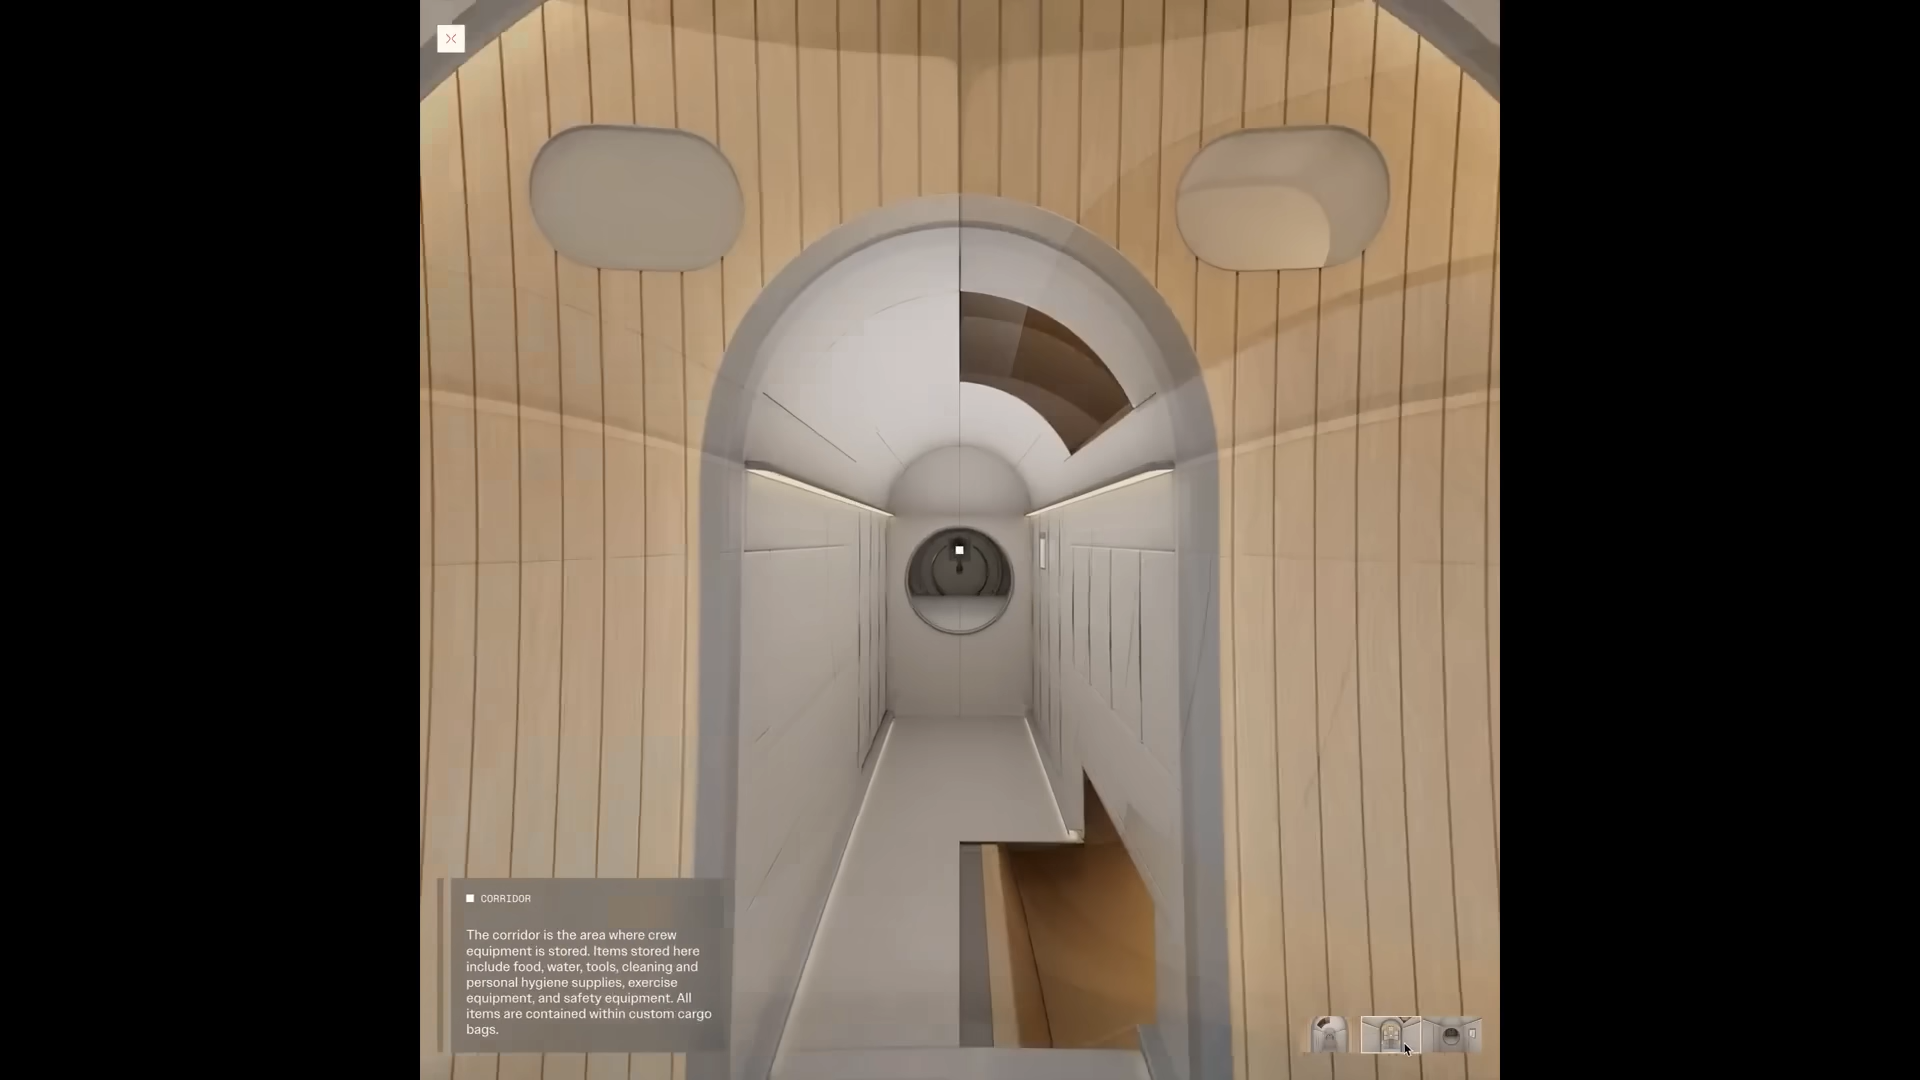 CORRIDOR
The corridor is the area where crew
equipment is stored. Items stored here
include food, water, tools, cleaning and
personal hygiene supplies, exercise
equipment, and safety equipment. All
items are contained within custom cargo
bags.